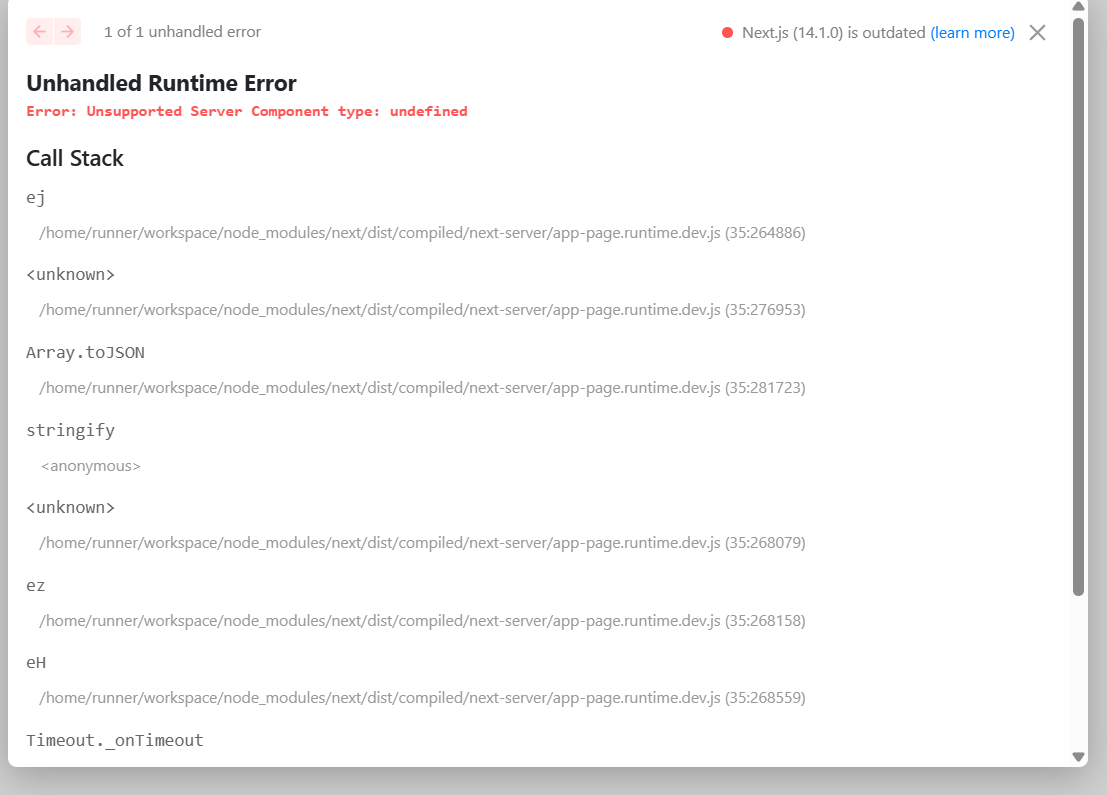 1 of 1 unhandled error
Next.js (14.1.0) is outdated (learn more)
Unhandled Runtime Error
Error: Unsupported Server Component type: undefined
Call Stack
ej
/home/runner/workspace/node_modules/next/dist/compiled/next-server/app-page.runtime.dev.js (35:264886)
<unknown>
/home/runner/workspace/node_modules/next/dist/compiled/next-server/app-page.runtime.dev.js (35:276953)
Array.toJSON
/home/runner/workspace/node_modules/next/dist/compiled/next-server/app-page.runtime.dev.js (35:281723)
stringify
<anonymous>
<unknown>
/home/runner/workspace/node_modules/next/dist/compiled/next-server/app-page.runtime.dev.js (35:268079)
ez
/home/runner/workspace/node_modules/next/dist/compiled/next-server/app-page.runtime.dev.js (35:268158)
eH
/home/runner/workspace/node_modules/next/dist/compiled/next-server/app-page.runtime.dev.js (35:268559)
Timeout._onTimeout